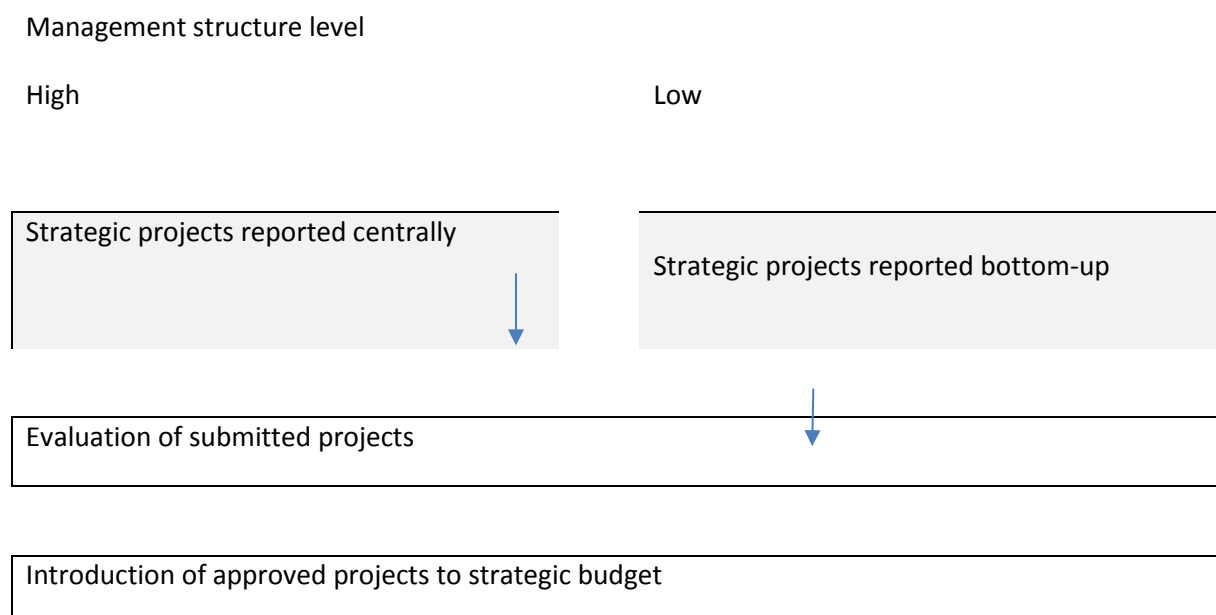 Management structure level
High
Low
Strategic projects reported centrally
Strategic projects reported bottom-up
Evaluation of submitted projects
Introduction of approved projects to strategic budget